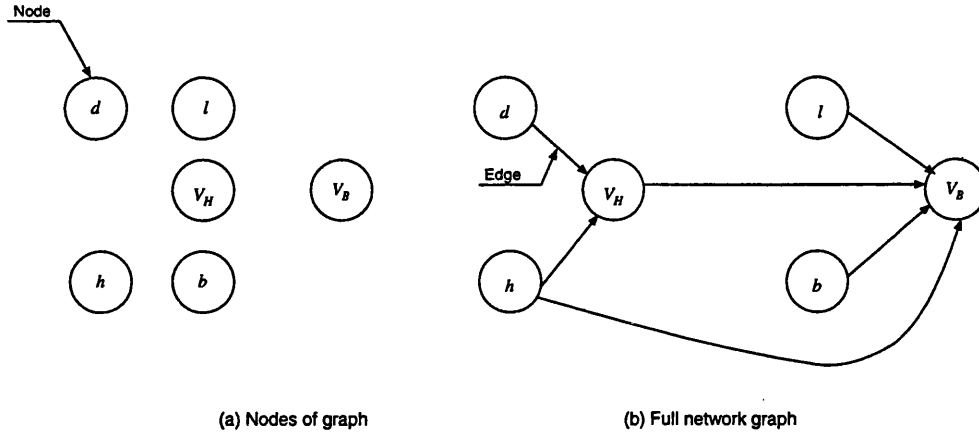 Node
d
l
V_H
V_B
h
b
(a) Nodes of graph
d
l
Edge
V_H
V_B
h
b
(b) Full network graph